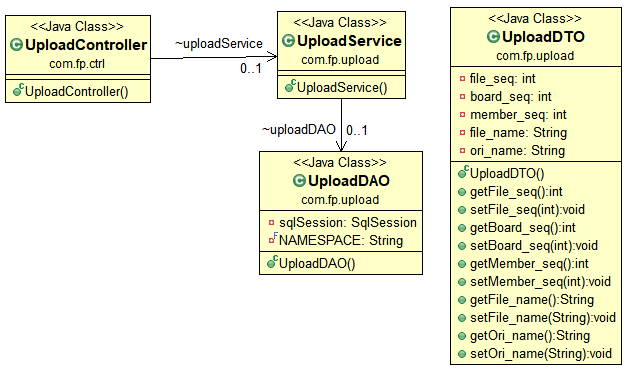 <<Java Class>>
UploadController
com.fp.ctrl
UploadController()
~uploadService
0..1
<<Java Class>>
UploadService
com.fp.upload
UploadService()
~uploadDAO
0..1
<<Java Class>>
UploadDAO
com.fp.upload
sqlSession: SqlSession
NAMESPACE: String
UploadDAO()
<<Java Class>>
UploadDTO
com.fp.upload
file_seq: int
board_seq: int
member_seq: int
file_name: String
ori_name: String
UploadDTO()
getFile_seq():int
setFile_seq(int):void
getBoard_seq():int
setBoard_seq(int):void
getMember_seq():int
setMember_seq(int):void
getFile_name():String
setFile_name(String):void
getOri_name():String
setOri_name(String):void